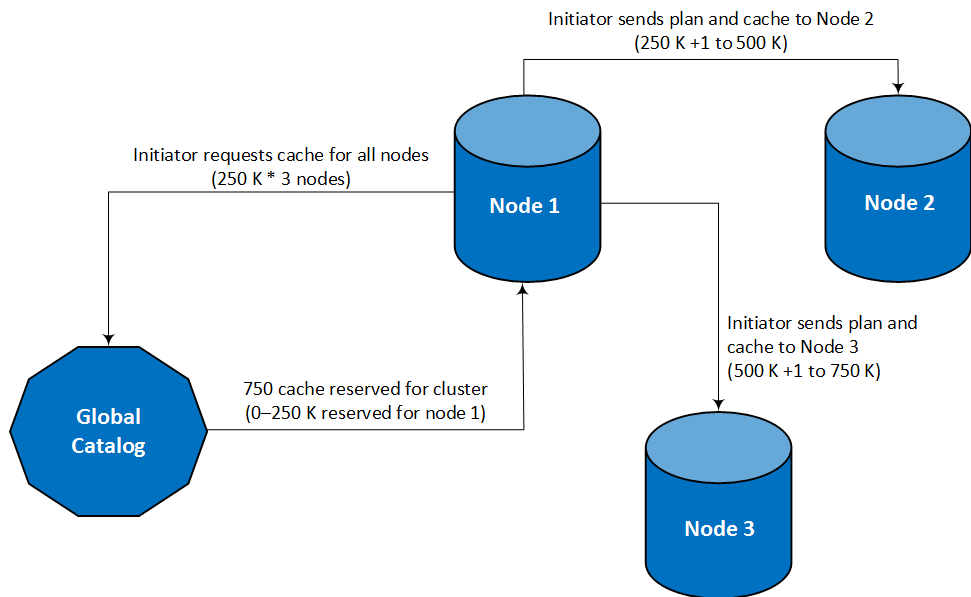 Initiator sends plan and cache to Node 2
(250 K +1 to 500 K)
Initiator requests cache for all nodes
(250 K * 3 nodes)
Node 1
Node 2
Initiator sends plan and
cache to Node 3
(500 K +1 to 750 K)
750 cache reserved for cluster
(0–250 K reserved for node 1)
Global
Catalog
Node 3